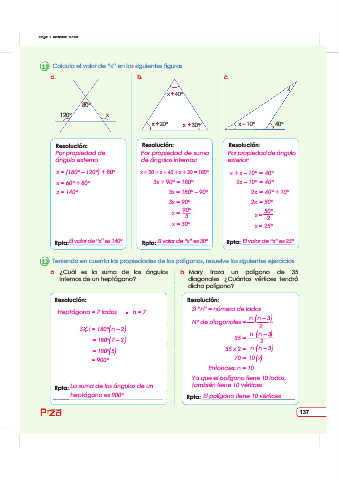 12 Calcula el valor de "x" en las siguientes figuras
a.
b.
c.
80°
120°
x
x+40°
x+20°
x+30°
x
x–10°
40°
Resolución:
Por propiedad de
ángulo externo
x = (180° – 120°) + 80°
x = 60° + 80°
x = 140°
Rpta: El valor de "x" es 140°
Resolución:
Por propiedad de suma
de ángulos internos:
x + 20 + x + 40 + x + 30 = 180°
3x + 90° = 180°
3x = 180° – 90°
3x = 90°
x = 90°
3
x = 30°
Rpta: El valor de "x" es 30°
Resolución:
Por propiedad de ángulo
exterior:
x + x – 10° = 40°
2x – 10° = 40°
2x = 40° + 10°
2x = 50°
x = 50°
2
x = 25°
Rpta: El valor de "x" es 25°
13 Teniendo en cuenta las propiedades de los polígonos, resuelve los siguientes ejercicios
a. ¿Cuál es la suma de los ángulos
internos de un heptágono?
Resolución:
Heptágono = 7 lados n = 7
= 180°(n – 2)
= 180°(7 – 2)
= 180°(5)
= 900°
Rpta: La suma de los ángulos de un
heptágono es 900°
b. Mary traza un polígono de 35
diagonales ¿Cuántos vértices tendrá
dicho polígono?
Resolución:
Si "n" = número de lados
N° de diagonales = n (n – 3)
2
35 = n (n – 3)
2
35 x 2 = n (n – 3)
70 = 10 (7)
Entonces: n = 10
Ya que el polígono tiene 10 lados,
también tiene 10 vértices
Rpta: El polígono tiene 10 vértices
137